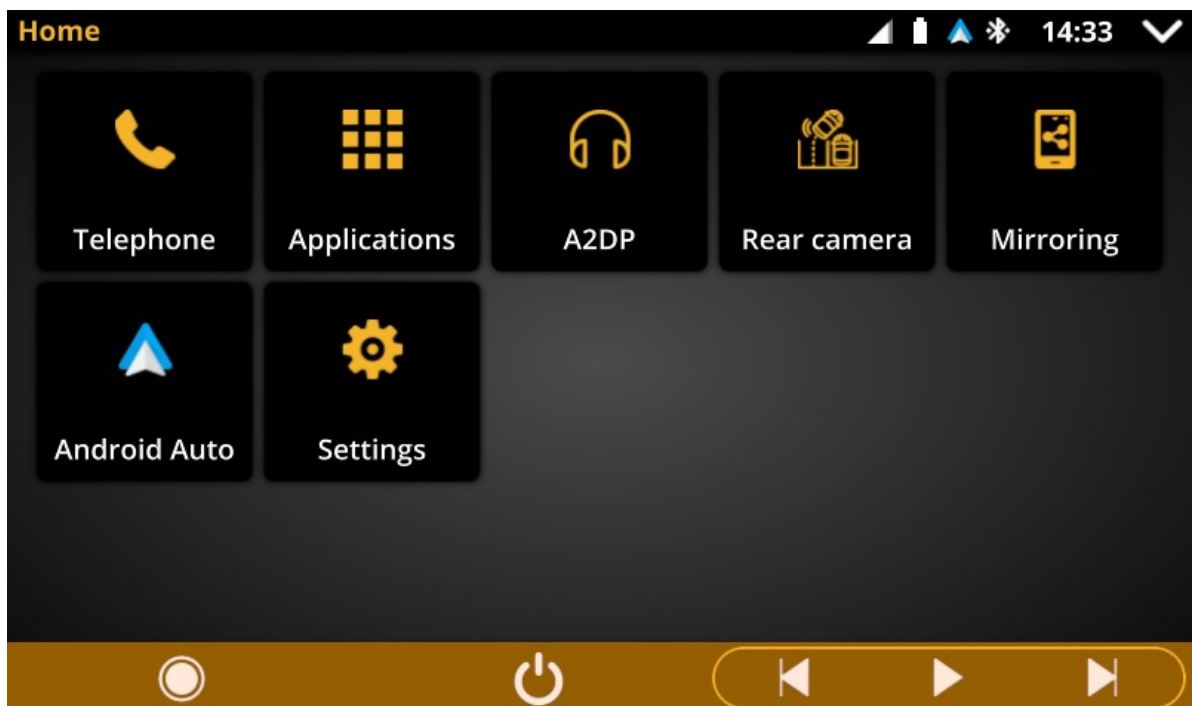 Home 14:33
Telephone Applications A2DP Rear camera Mirroring
Android Auto Settings